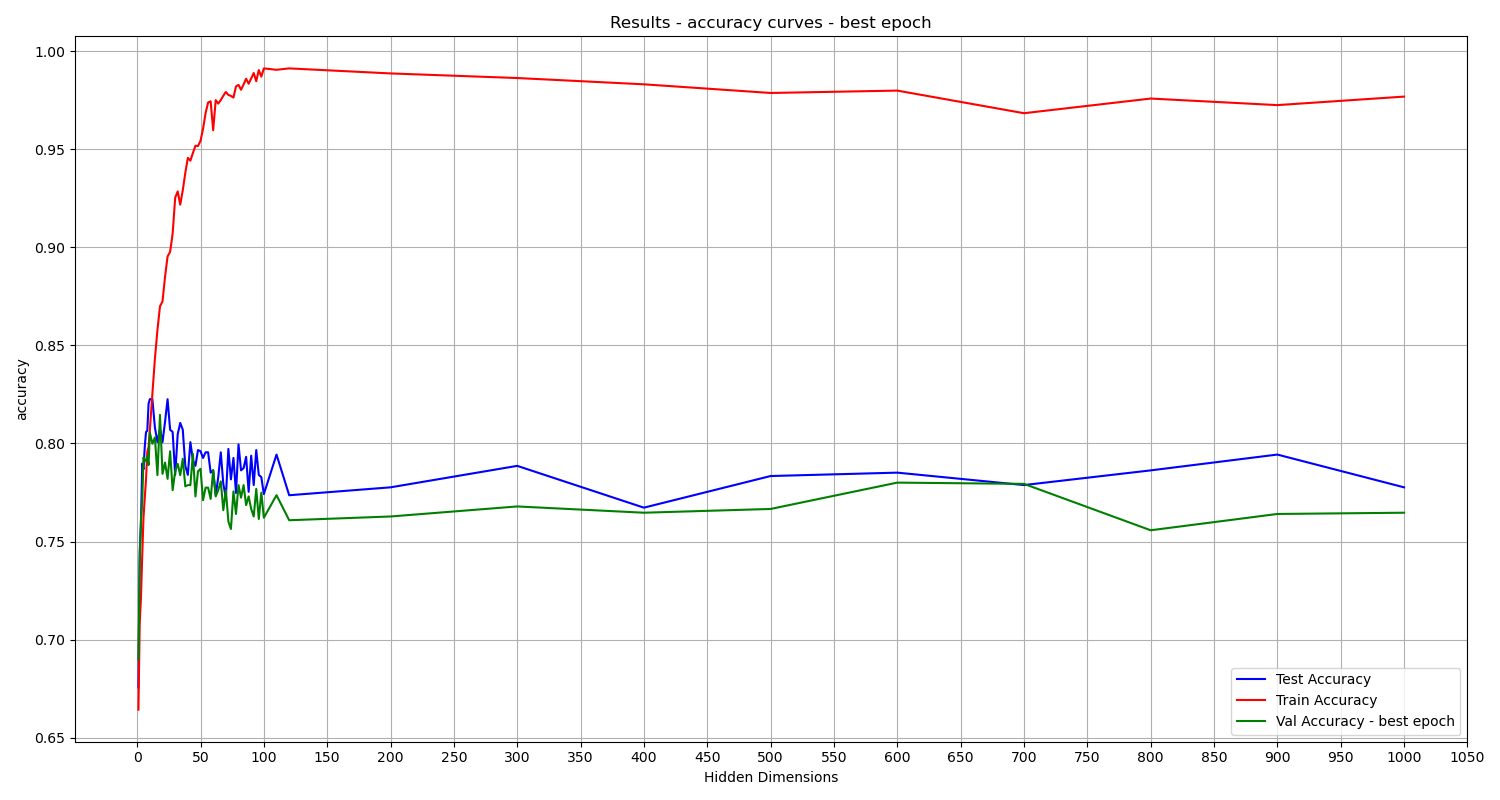 Results - accuracy curves - best epoch
1.00
0.95
0.90
0.85
0.80
0.75
0.70
0.65
accuracy
0 50 100 150 200 250 300 350 400 450 500 550 600 650 700 750 800 850 900 950 1000 1050
Hidden Dimensions
Test Accuracy
Train Accuracy
Val Accuracy - best epoch